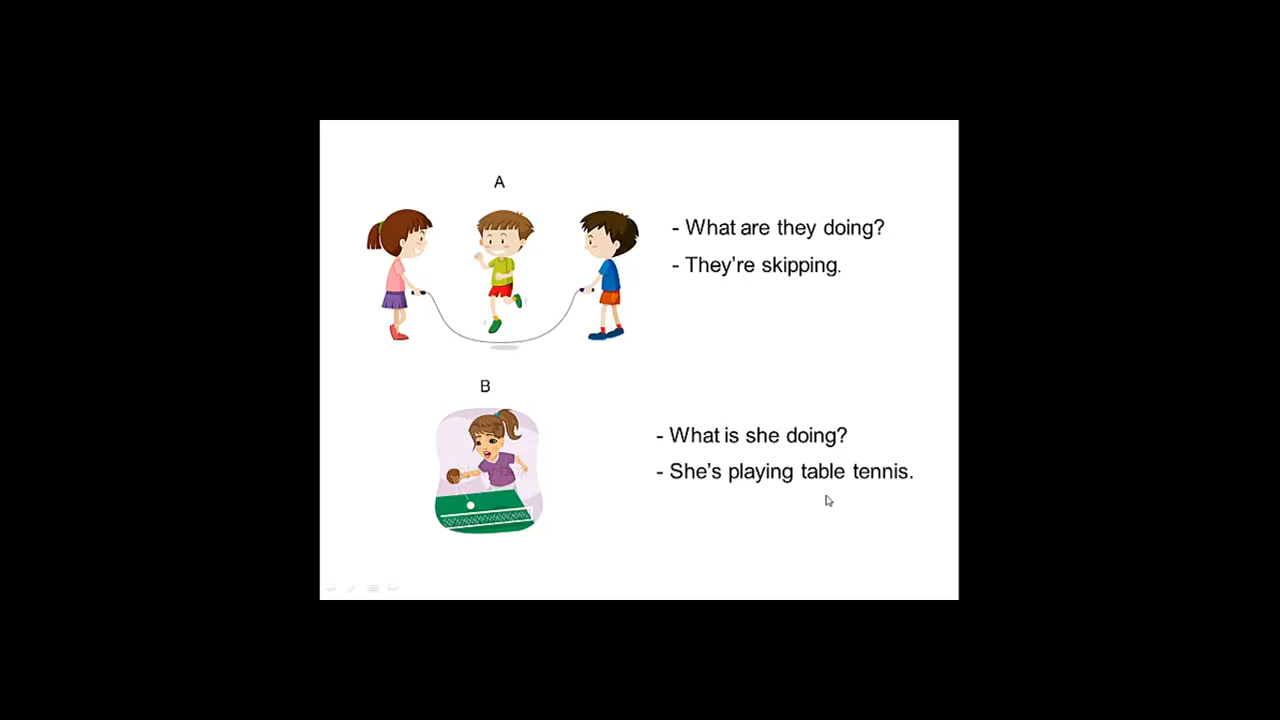 A
- What are they doing?
- They're skipping.
B
- What is she doing?
- She's playing table tennis.